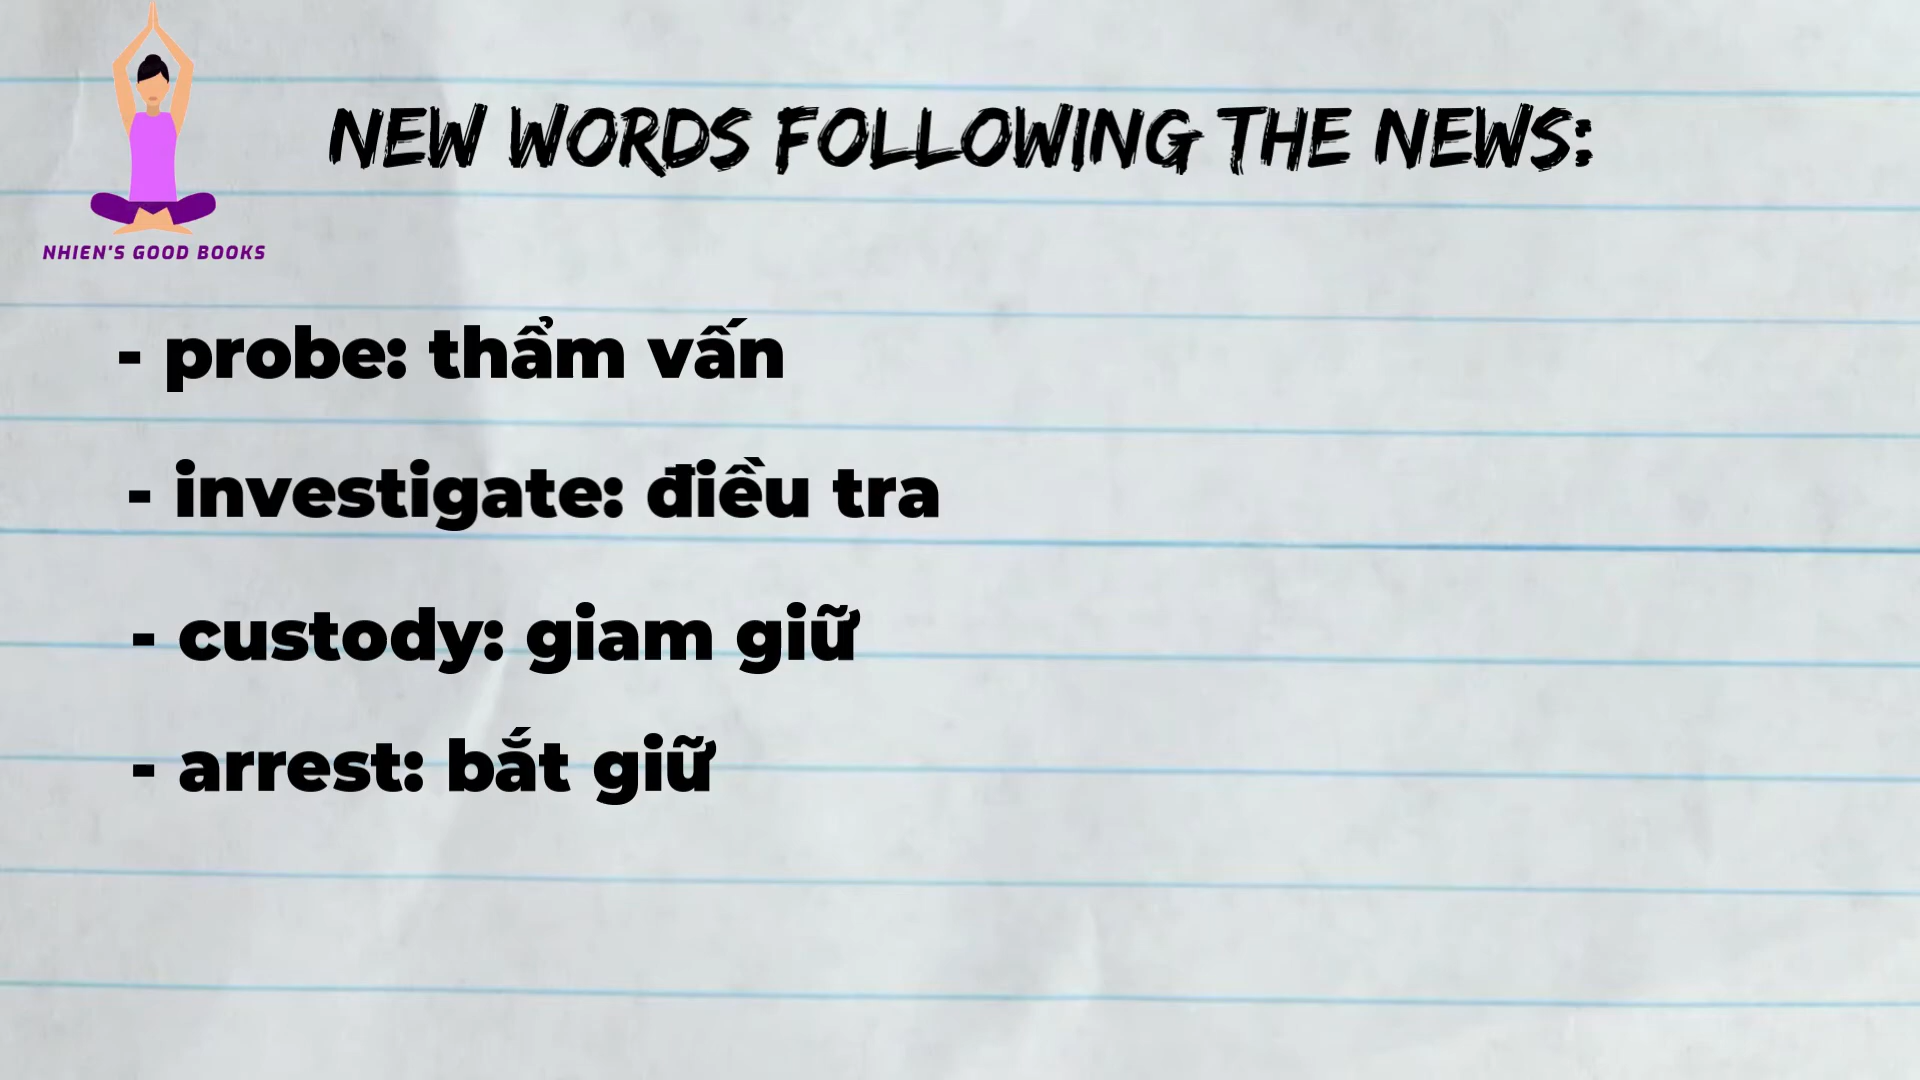 NEW WORDS FOLLOWING THE NEWS:
NHIEN'S GOOD BOOKS
- probe: thẩm vấn
- investigate: điều tra
- custody: giam giữ
- arrest: bắt giữ